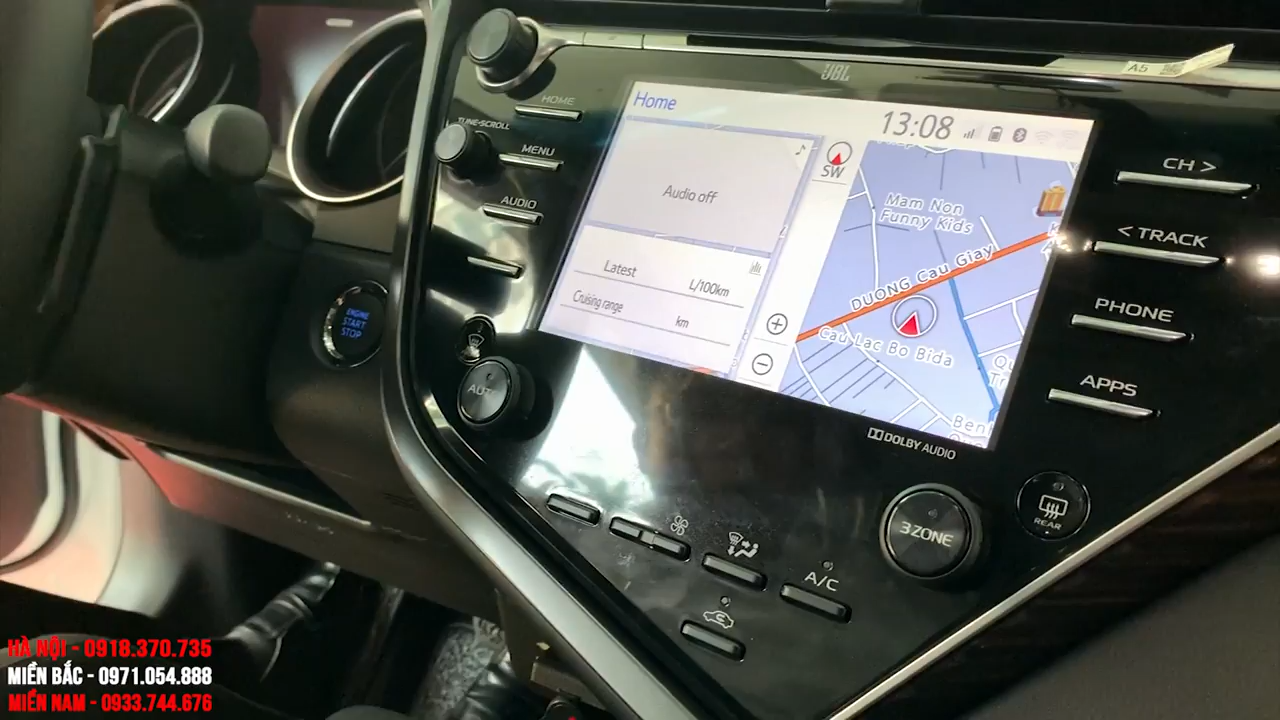 A5
JBL
HOME
TUNE·SCROLL
MENU
AUDIO
Home
13:08
Audio off
SW
Latest
L/100km
Cruising range
km
Mam Non
Funny Kids
DUONG Cau Giay
Cau Lac Bo Bida
Ben
DOLBY AUDIO
CH >
< TRACK
PHONE
APPS
ENGINE
START
STOP
AUTO
A/C
3ZONE
REAR
HÀ NỘI - 0918.370.735
MIỀN BẮC - 0971.054.888
MIỀN NAM - 0933.744.676